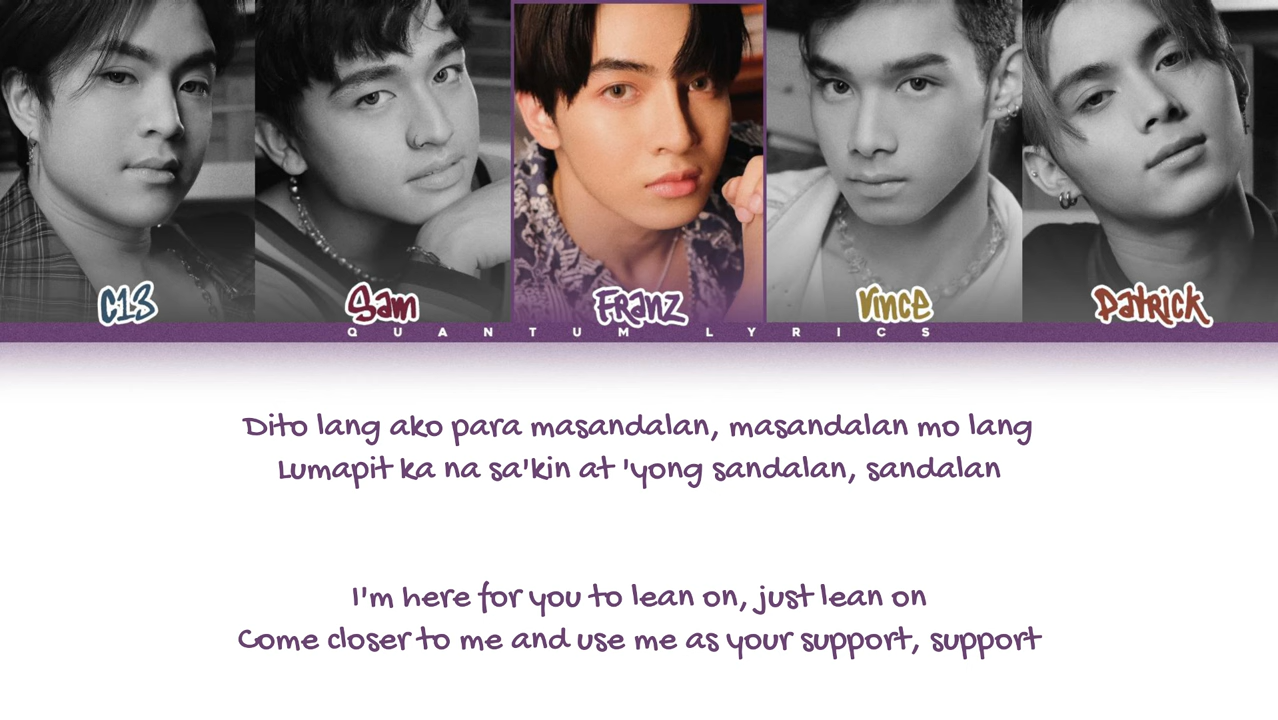 C13 Sam Franz Vince Patrick
QUANTUM LYRICS
Dito lang ako para masandalan, masandalan mo lang
Lumapit ka na sa'kin at 'yong sandalan, sandalan
I'm here for you to lean on, just lean on
Come closer to me and use me as your support, support